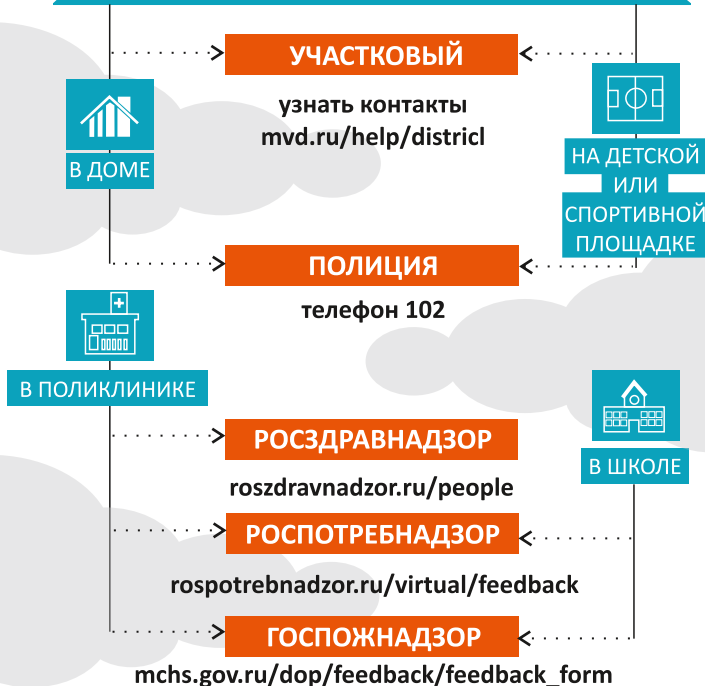 УЧАСТКОВЫЙ
узнать контакты
mvd.ru/help/districl
В ДОМЕ
НА ДЕТСКОЙ
ИЛИ
СПОРТИВНОЙ
ПЛОЩАДКЕ
ПОЛИЦИЯ
телефон 102
В ПОЛИКЛИНИКЕ
РОСЗДРАВНАДЗОР
В ШКОЛЕ
roszdravnadzor.ru/people
РОСПОТРЕБНАДЗОР
rospotrebnadzor.ru/virtual/feedback
ГОСПОЖНАДЗОР
mchs.gov.ru/dop/feedback/feedback_form